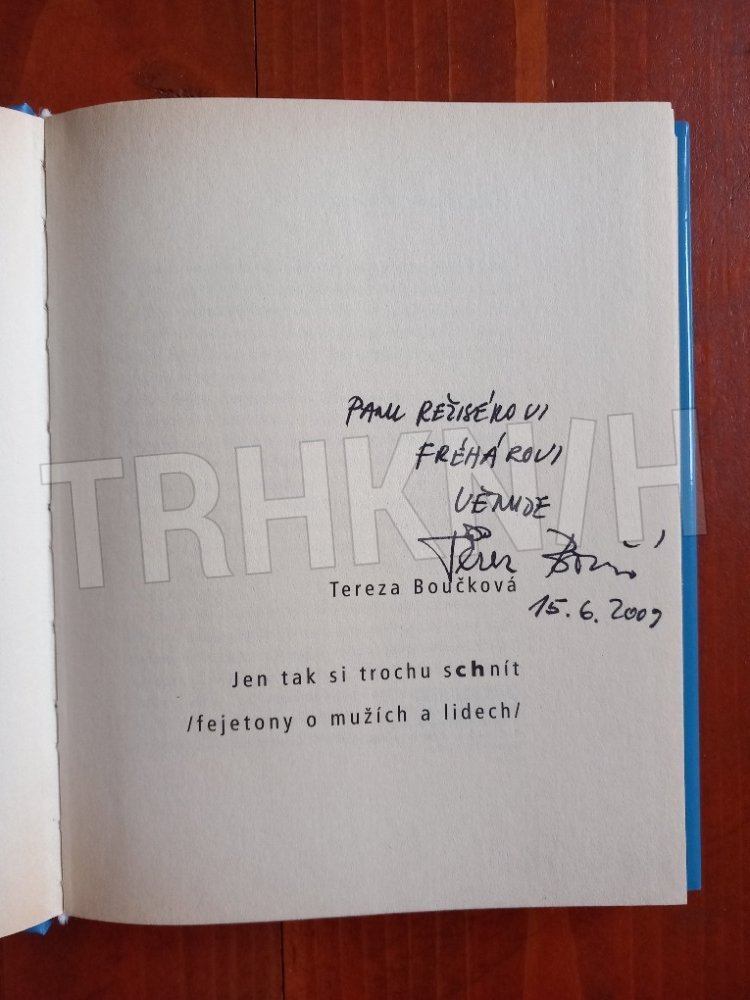 PANU REŽISÉROVI
FRÉHÁROVI
VĚNUJE
Tereza Boučková
15.6.2009
Jen tak si trochu schnít
/fejetony o mužích a lidech/
TRHKNIH